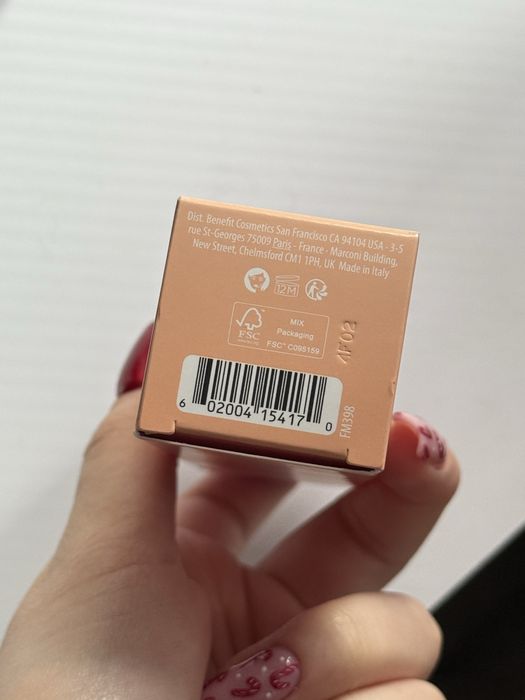 Dist. Benefit Cosmetics San Francisco CA 94104 USA - 3-5
rue St-Georges 75009 Paris - France - Marconi Building,
New Street, Chelmsford CM1 1PH, UK Made in Italy
12M
FSC
MIX
Packaging
FSC® C095159
4F02
6 02004 15417 0
FM398